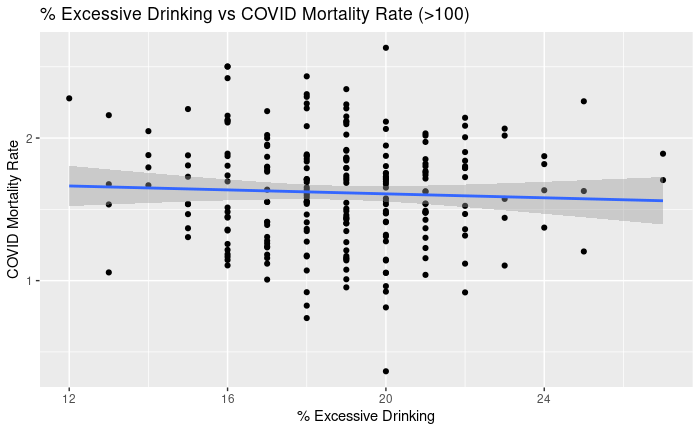 % Excessive Drinking vs COVID Mortality Rate (>100)
COVID Mortality Rate
2
1
12 16 20 24
% Excessive Drinking